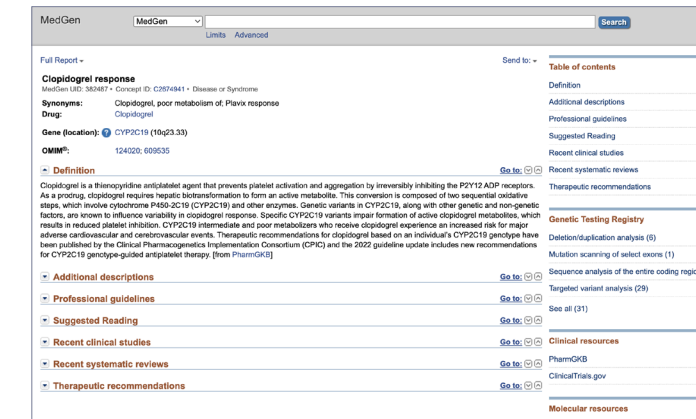 MedGen
MedGen
Search
Limits Advanced
Full Report
Send to:
Clopidogrel response
MedGen UID: 382487 • Concept ID: C2674941 • Disease or Syndrome
Synonyms: Clopidogrel, poor metabolism of; Plavix response
Drug: Clopidogrel
Gene (location): ? CYP2C19 (10q23.33)
OMIM®: 124020; 609535
Definition Go to:
Clopidogrel is a thienopyridine antiplatelet agent that prevents platelet activation and aggregation by irreversibly inhibiting the P2Y12 ADP receptors.
As a prodrug, clopidogrel requires hepatic biotransformation to form an active metabolite. This conversion is composed of two sequential oxidative
steps, which involve cytochrome P450-2C19 (CYP2C19) and other enzymes. Genetic variants in CYP2C19, along with other genetic and non-genetic
factors, are known to influence variability in clopidogrel response. Specific CYP2C19 variants impair formation of active clopidogrel metabolites, which
results in reduced platelet inhibition. CYP2C19 intermediate and poor metabolizers who receive clopidogrel experience an increased risk for major
adverse cardiovascular and cerebrovascular events. Therapeutic recommendations for clopidogrel based on an individual's CYP2C19 genotype have
been published by the Clinical Pharmacogenetics Implementation Consortium (CPIC) and the 2022 guideline update includes new recommendations
for CYP2C19 genotype-guided antiplatelet therapy. [from PharmGKB]
Additional descriptions Go to:
Professional guidelines Go to:
Suggested Reading Go to:
Recent clinical studies Go to:
Recent systematic reviews Go to:
Therapeutic recommendations Go to:
Table of contents
Definition
Additional descriptions
Professional guidelines
Suggested Reading
Recent clinical studies
Recent systematic reviews
Therapeutic recommendations
Genetic Testing Registry
Deletion/duplication analysis (6)
Mutation scanning of select exons (1)
Sequence analysis of the entire coding regio
Targeted variant analysis (29)
See all (31)
Clinical resources
PharmGKB
ClinicalTrials.gov
Molecular resources